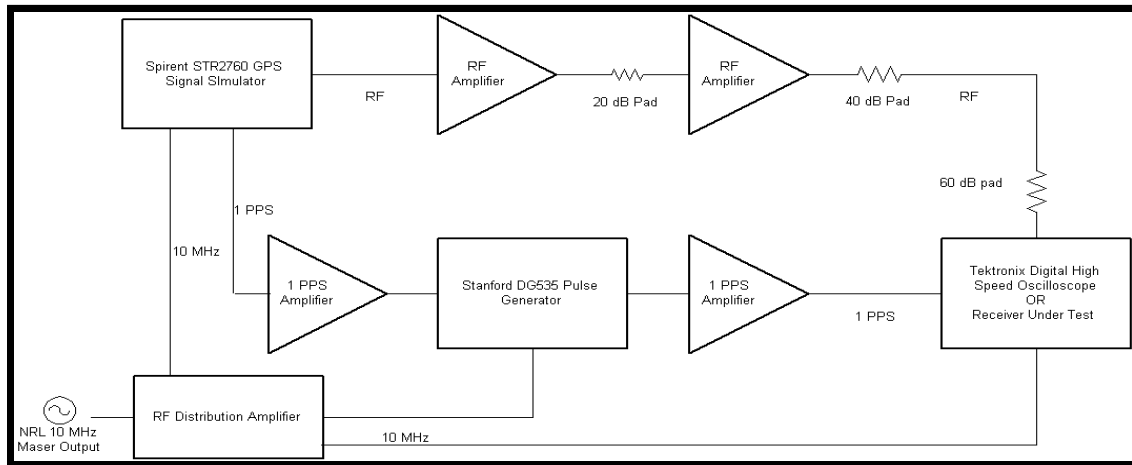 Spirent STR2760 GPS
Signal SImulator
RF
RF
Amplifier
20 dB Pad
RF
Amplifier
40 dB Pad
RF
60 dB pad
1 PPS
10 MHz
1 PPS
Amplifier
Stanford DG535 Pulse
Generator
1 PPS
Amplifier
1 PPS
Tektronix Digital High
Speed Oscilloscope
OR
Receiver Under Test
RF Distribution Amplifier
NRL 10 MHz
Maser Output
10 MHz